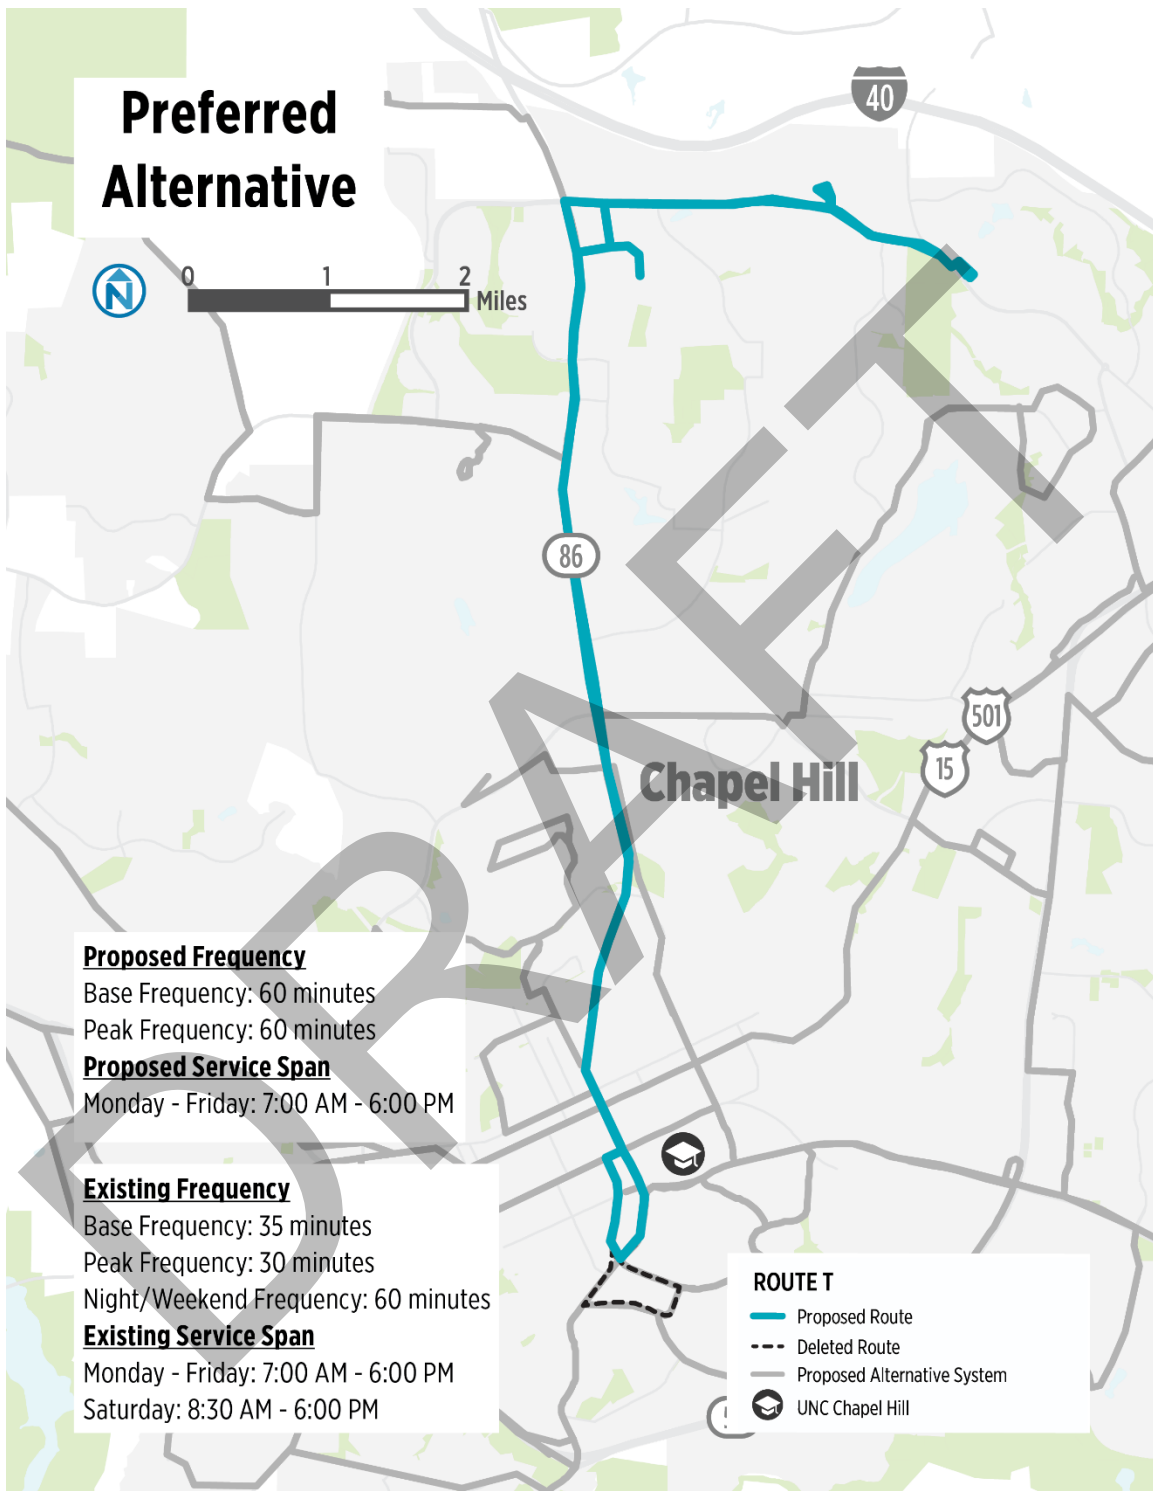 Preferred
Alternative
40
N
0 1 2
Miles
86
501
15
Chapel Hill
DRAFT
Proposed Frequency
Base Frequency: 60 minutes
Peak Frequency: 60 minutes
Proposed Service Span
Monday - Friday: 7:00 AM - 6:00 PM
Existing Frequency
Base Frequency: 35 minutes
Peak Frequency: 30 minutes
Night/Weekend Frequency: 60 minutes
Existing Service Span
Monday - Friday: 7:00 AM - 6:00 PM
Saturday: 8:30 AM - 6:00 PM
ROUTE T
Proposed Route
Deleted Route
Proposed Alternative System
UNC Chapel Hill